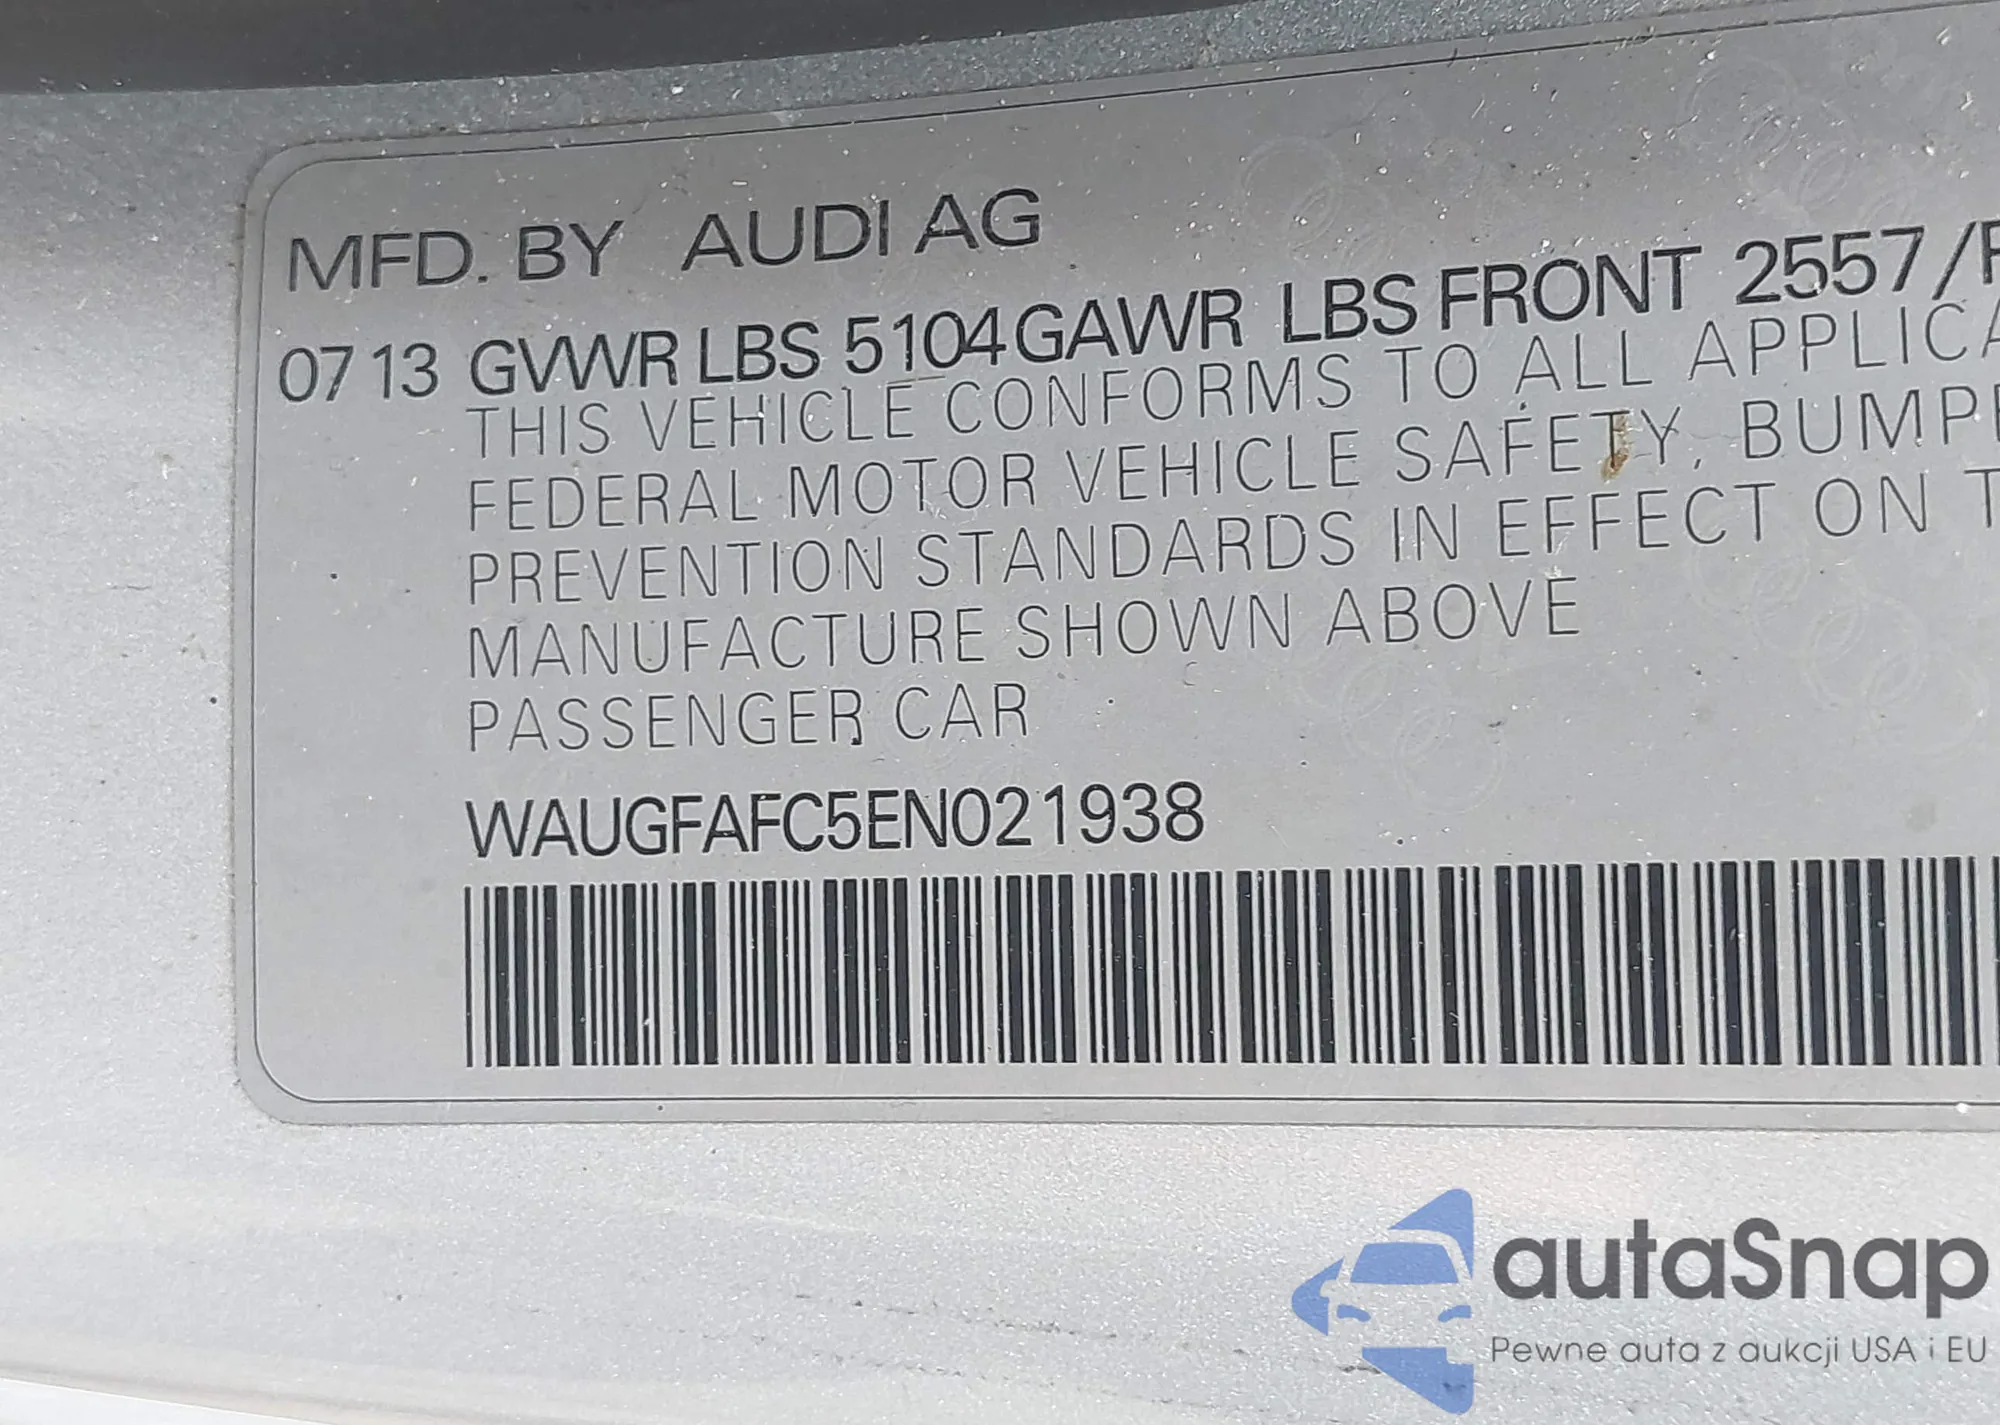 MFD. BY AUDI AG
07 13 GVWR LBS 5104 GAWR LBS FRONT 2557 /
THIS VEHICLE CONFORMS TO ALL
FEDERAL MOTOR VEHICLE SAFETY,
PREVENTION STANDARDS IN EFFECT ON
MANUFACTURE SHOWN ABOVE
PASSENGER CAR
WAUGFAFC5EN021938
autaSnap
Pewne auta z aukcji USA i EU